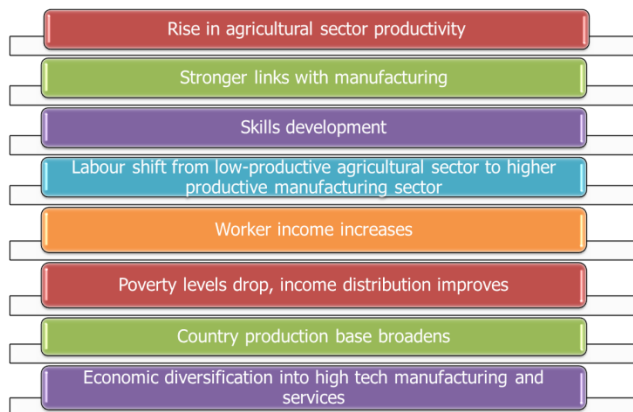 Rise in agricultural sector productivity
Stronger links with manufacturing
Skills development
Labour shift from low-productive agricultural sector to higher
productive manufacturing sector
Worker income increases
Poverty levels drop, income distribution improves
Country production base broadens
Economic diversification into high tech manufacturing and
services